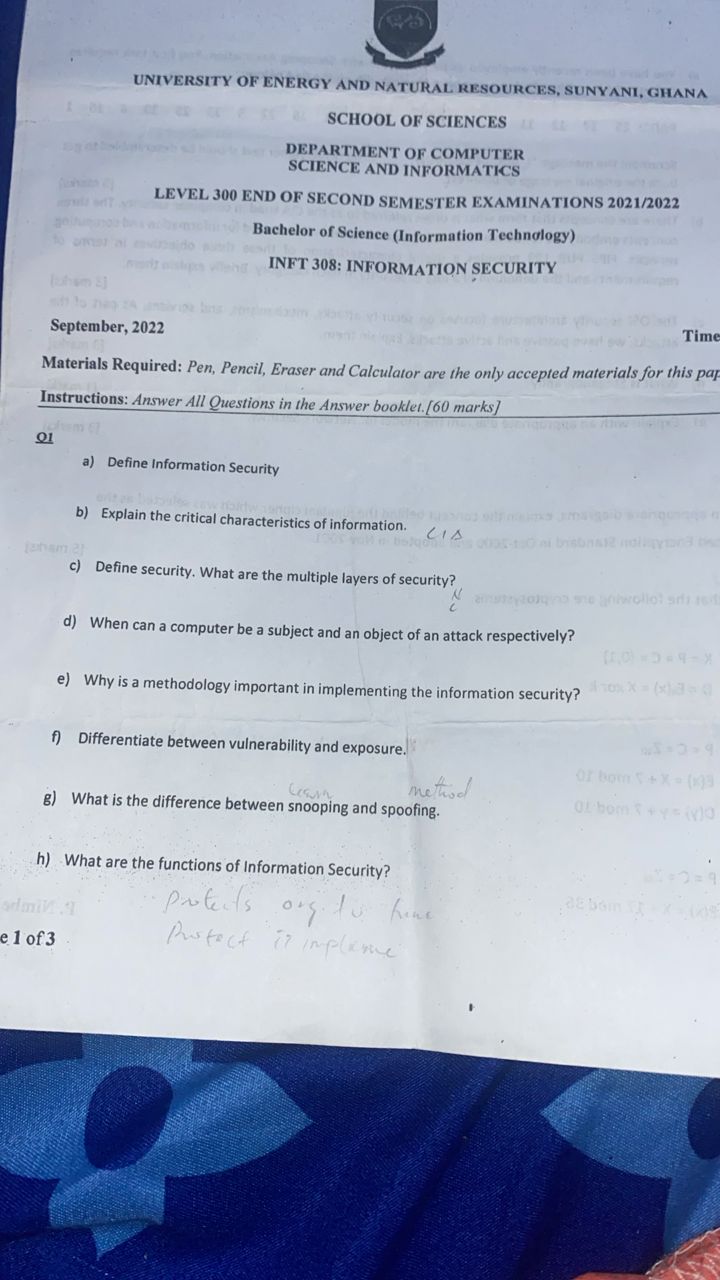 UNIVERSITY OF ENERGY AND NATURAL RESOURCES, SUNYANI, GHANA
SCHOOL OF SCIENCES
DEPARTMENT OF COMPUTER
SCIENCE AND INFORMATICS
LEVEL 300 END OF SECOND SEMESTER EXAMINATIONS 2021/2022
Bachelor of Science (Information Technology)
INFT 308: INFORMATION SECURITY
September, 2022 Time
Materials Required: Pen, Pencil, Eraser and Calculator are the only accepted materials for this pap
Instructions: Answer All Questions in the Answer booklet.[60 marks]
Q1
a) Define Information Security
b) Explain the critical characteristics of information.
CIA
c) Define security. What are the multiple layers of security?
N
C
d) When can a computer be a subject and an object of an attack respectively?
e) Why is a methodology important in implementing the information security?
f) Differentiate between vulnerability and exposure.
method
g) What is the difference between snooping and spoofing.
h) What are the functions of Information Security?
Protects org. to
Protect
e 1 of 3